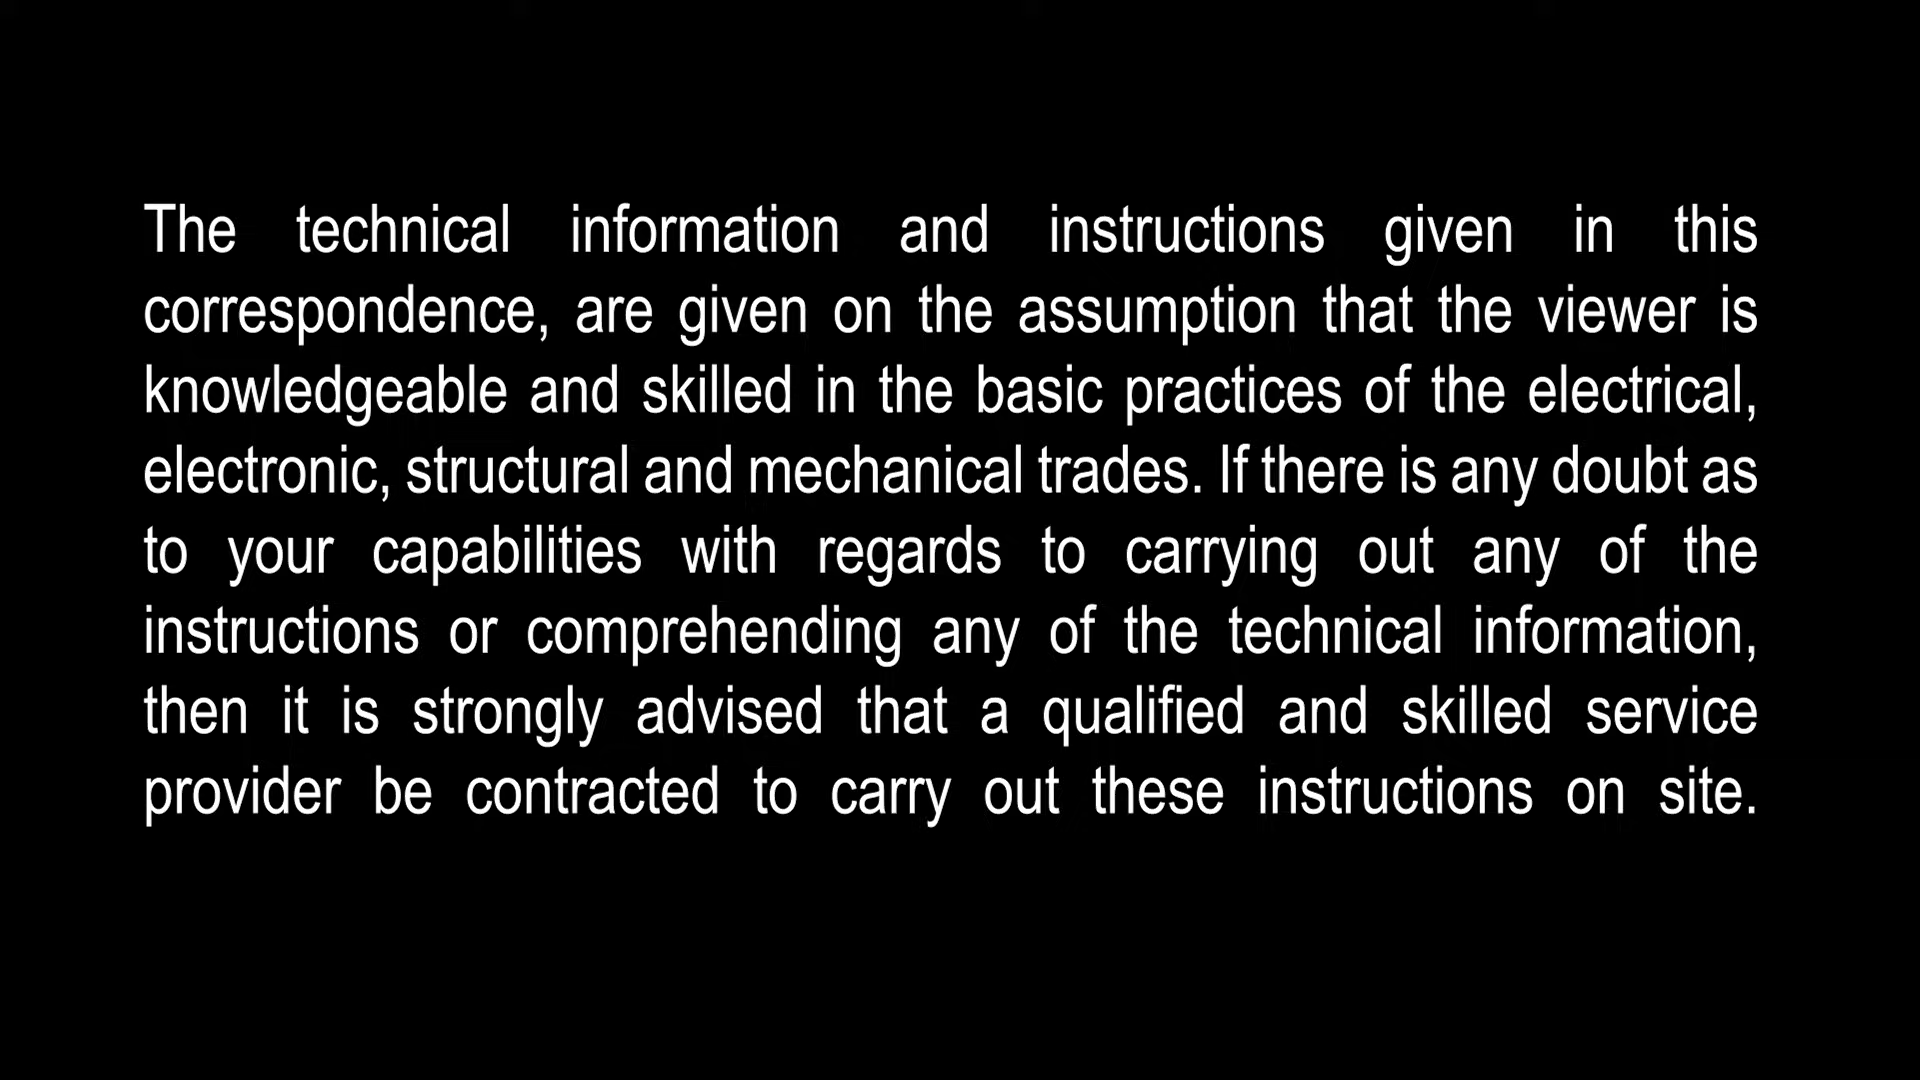 The technical information and instructions given in this
correspondence, are given on the assumption that the viewer is
knowledgeable and skilled in the basic practices of the electrical,
electronic, structural and mechanical trades. If there is any doubt as
to your capabilities with regards to carrying out any of the
instructions or comprehending any of the technical information,
then it is strongly advised that a qualified and skilled service
provider be contracted to carry out these instructions on site.